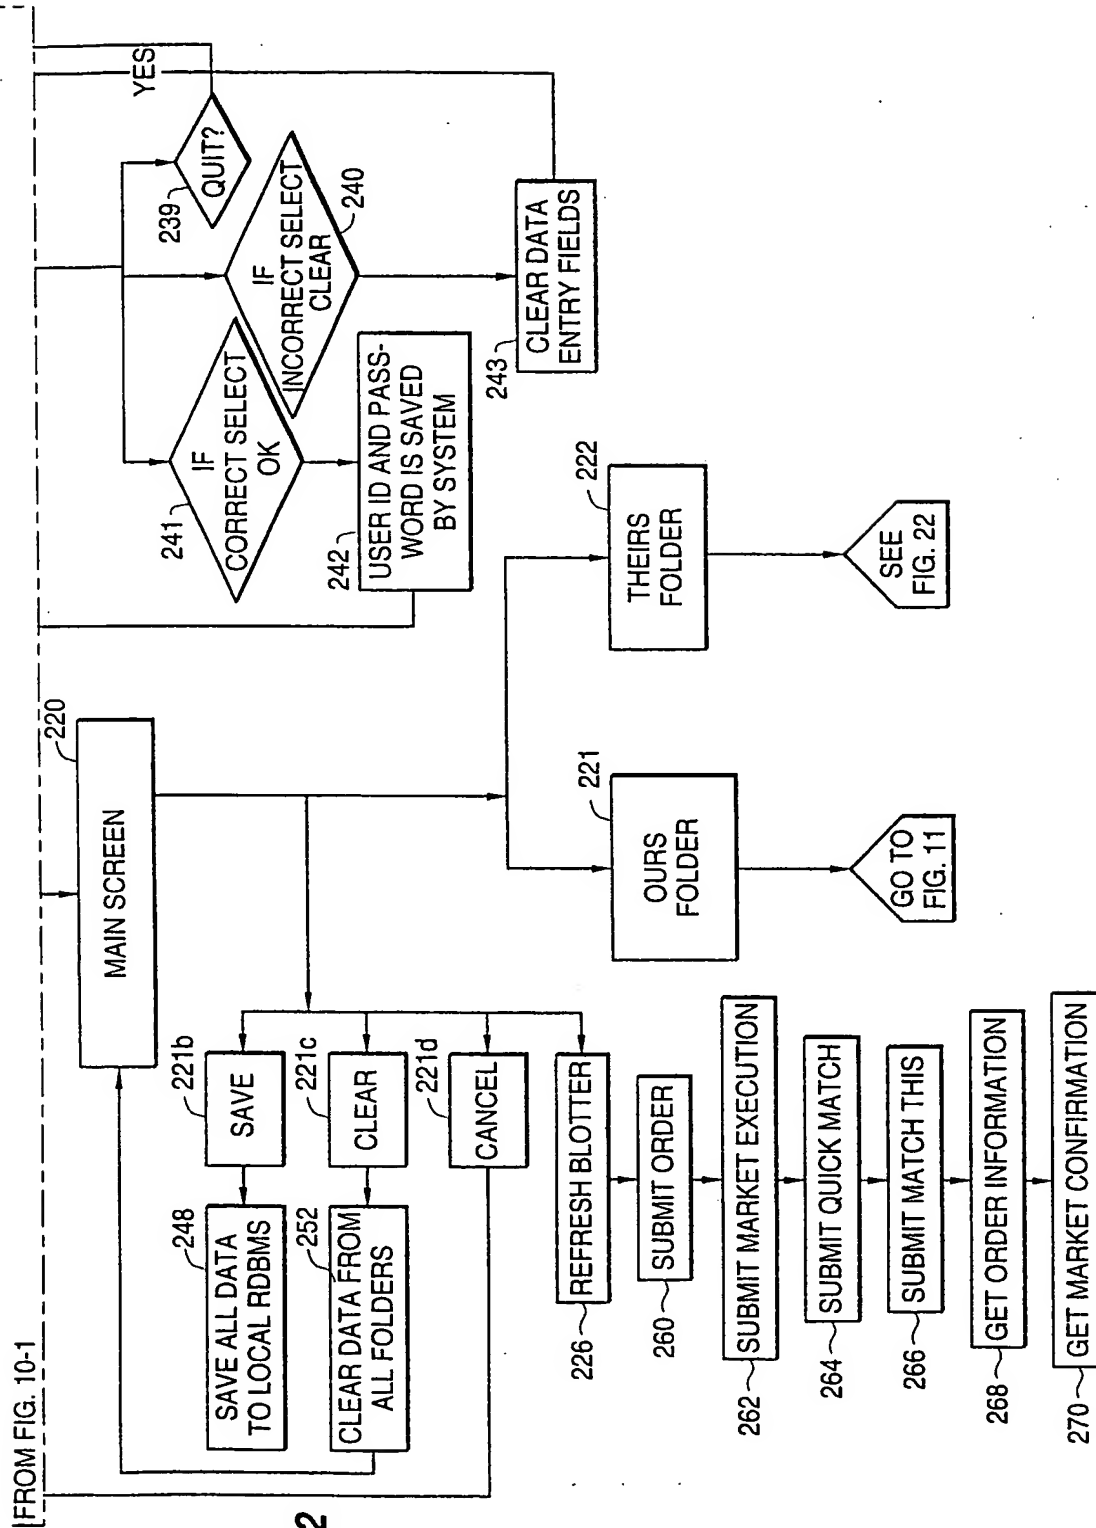 FROM FIG. 10-1
220
MAIN SCREEN
221b
SAVE
248
SAVE ALL DATA
TO LOCAL RDBMS
221c
CLEAR
252
CLEAR DATA FROM
ALL FOLDERS
221d
CANCEL
226
REFRESH BLOTTER
260
SUBMIT ORDER
262
SUBMIT MARKET EXECUTION
264
SUBMIT QUICK MATCH
266
SUBMIT MATCH THIS
268
GET ORDER INFORMATION
270
GET MARKET CONFIRMATION
221
OURS
FOLDER
GO TO
FIG. 11
222
THEIRS
FOLDER
SEE
FIG. 22
241
IF
CORRECT SELECT
OK
242
USER ID AND PASS-
WORD IS SAVED
BY SYSTEM
239
QUIT?
YES
240
IF
INCORRECT SELECT
CLEAR
243
CLEAR DATA
ENTRY FIELDS
2